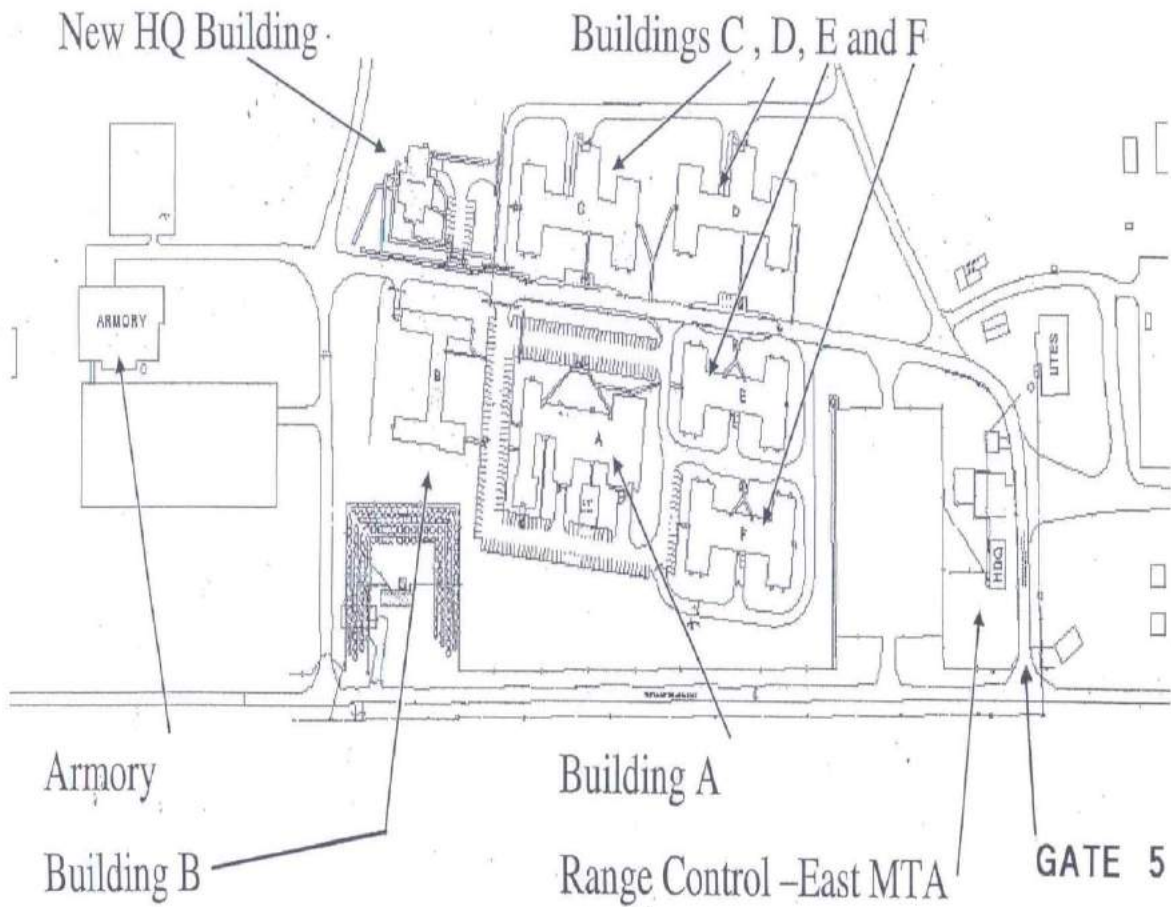 New HQ Building
Buildings C , D, E and F
C
D
ARMORY
UTES
B
E
A
F
HDQ
Armory
Building A
Building B
Range Control –East MTA
GATE 5